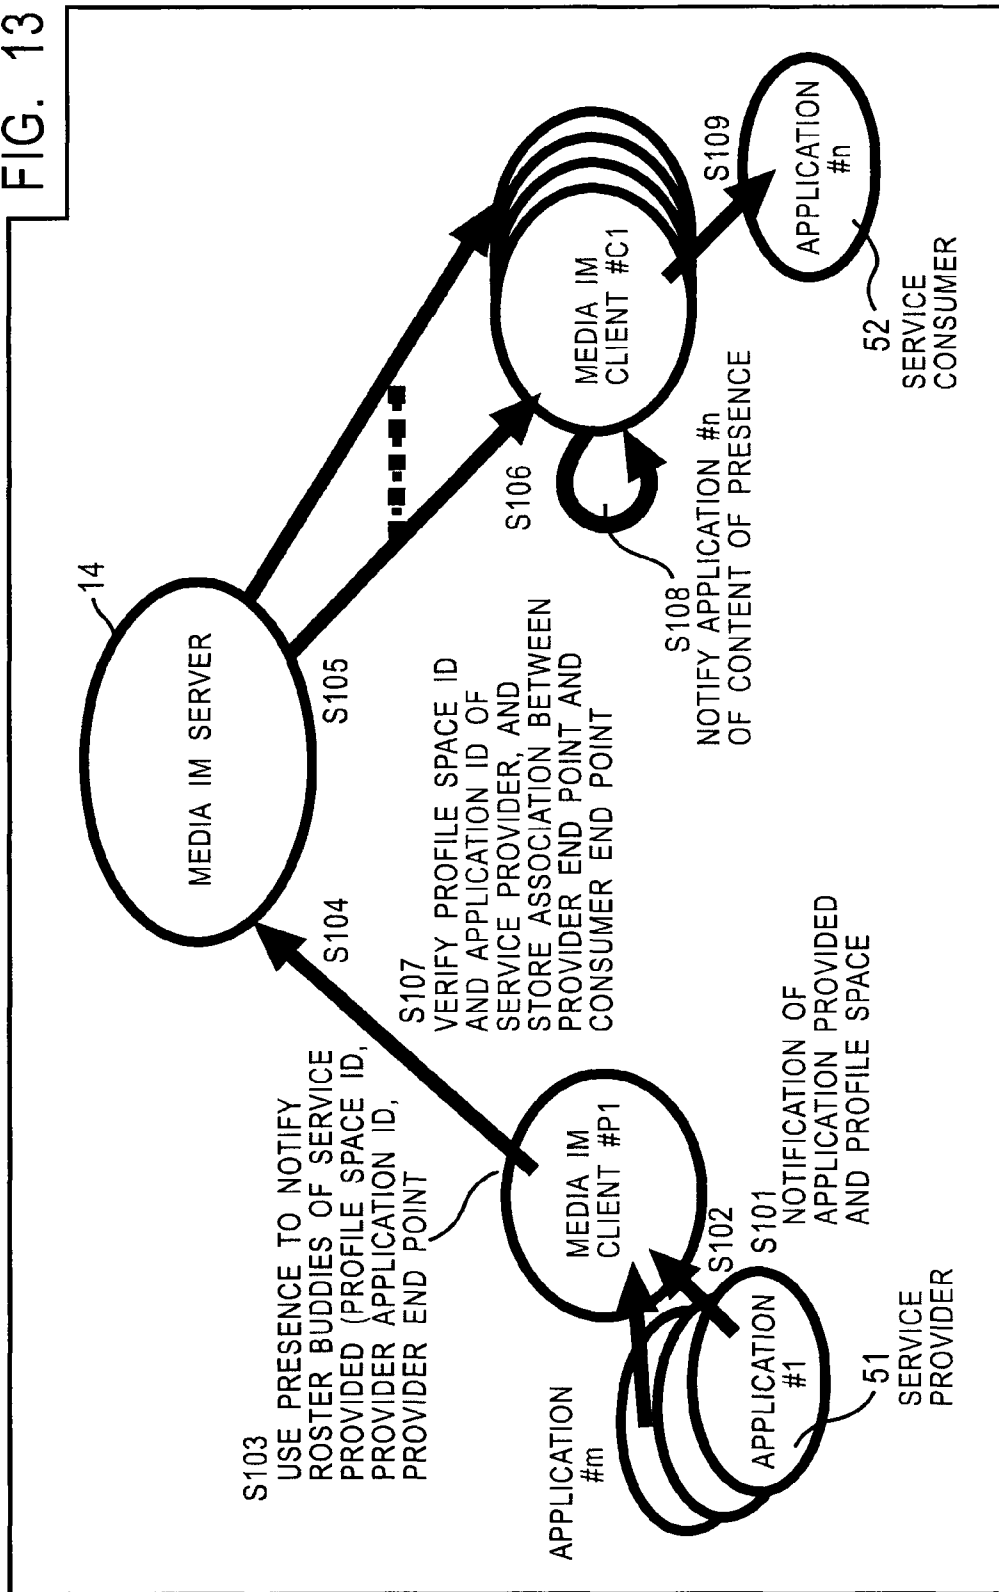 FIG. 13
14
MEDIA IM SERVER
S103
USE PRESENCE TO NOTIFY
ROSTER BUDDIES OF SERVICE
PROVIDED (PROFILE SPACE ID,
PROVIDER APPLICATION ID,
PROVIDER END POINT
S104
S105
S106
S107
VERIFY PROFILE SPACE ID
AND APPLICATION ID OF
SERVICE PROVIDER, AND
STORE ASSOCIATION BETWEEN
PROVIDER END POINT AND
CONSUMER END POINT
MEDIA IM
CLIENT #P1
MEDIA IM
CLIENT #C1
S108
NOTIFY APPLICATION #n
OF CONTENT OF PRESENCE
S109
APPLICATION
#m
S102
S101
NOTIFICATION OF
APPLICATION PROVIDED
AND PROFILE SPACE
APPLICATION
#1
51
SERVICE
PROVIDER
APPLICATION
#n
52
SERVICE
CONSUMER